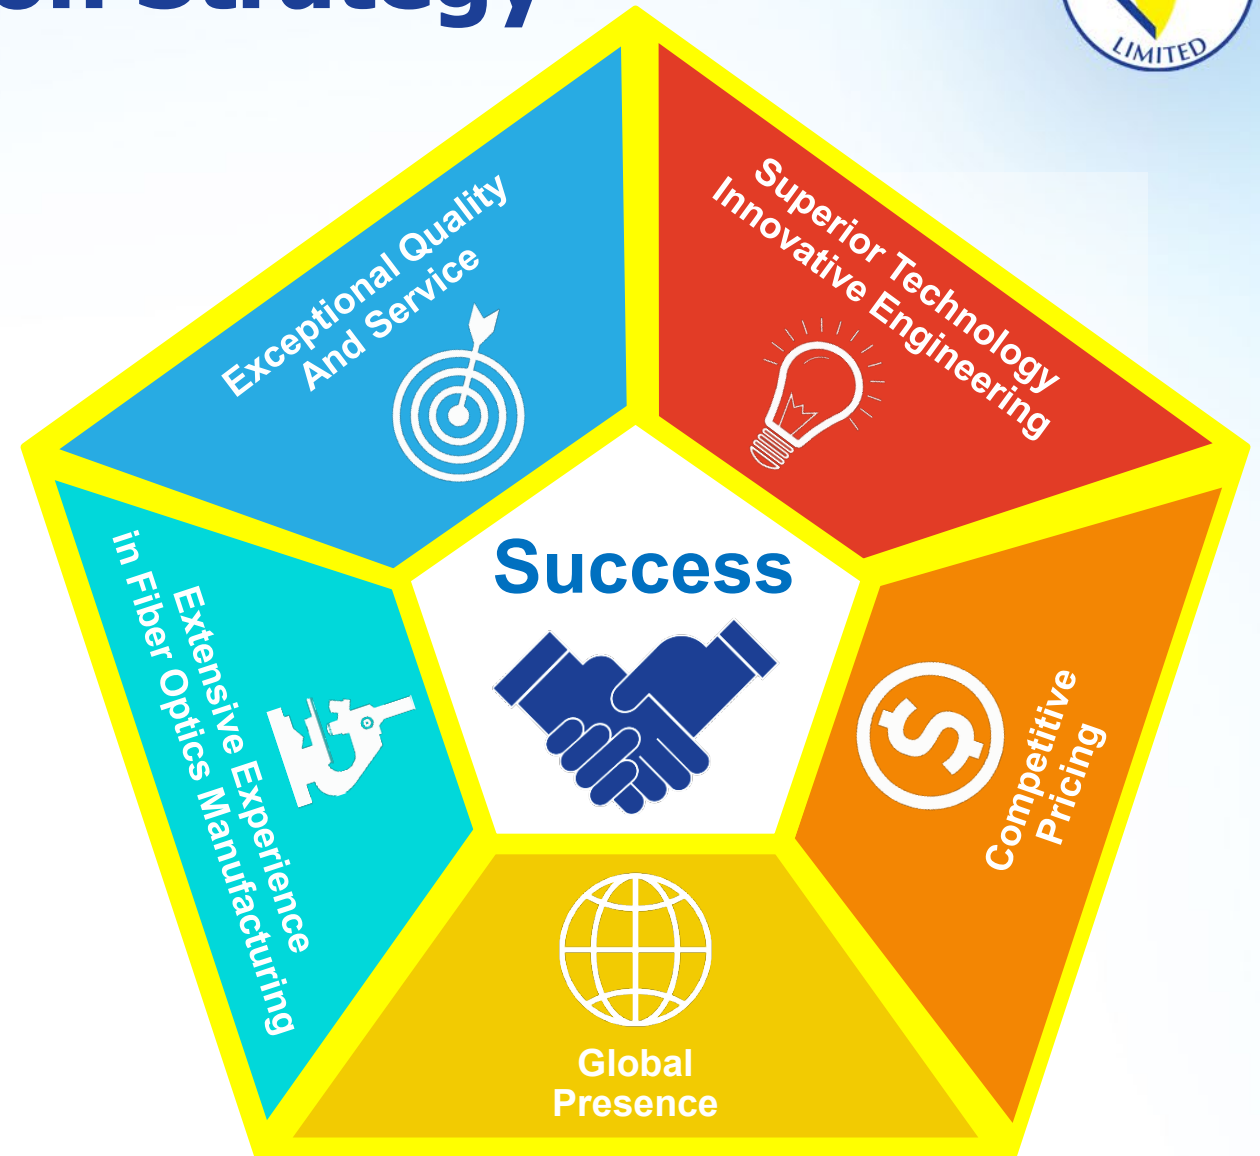 Strategy
LIMITED
Exceptional Quality
And Service
Superior Technology
Innovative Engineering
Success
Extensive Experience
in Fiber Optics Manufacturing
Competitive
Pricing
Global
Presence